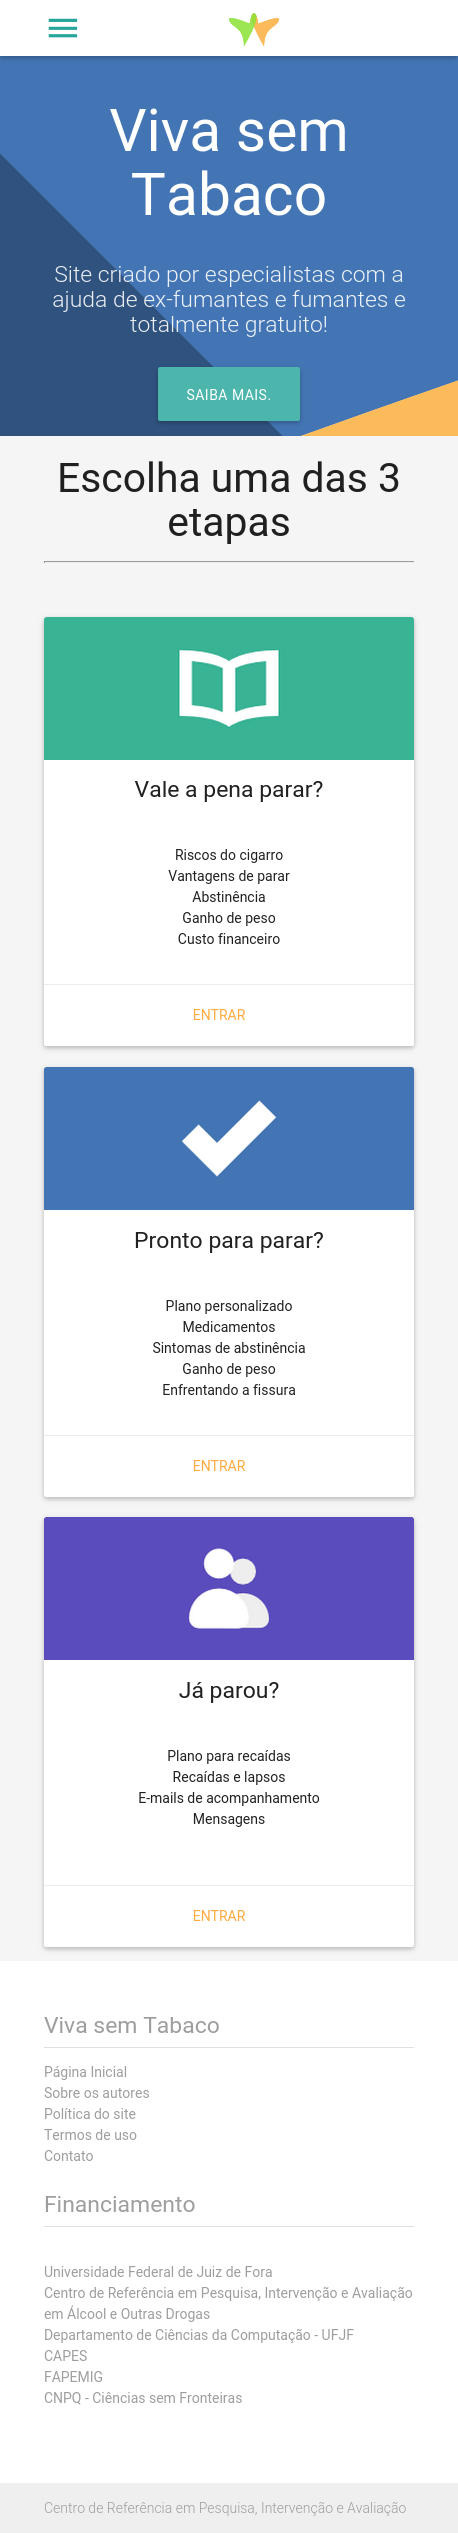 Viva sem
Tabaco
Site criado por especialistas com a
ajuda de ex-fumantes e fumantes e
totalmente gratuito!
SAIBA MAIS.
Escolha uma das 3
etapas
Vale a pena parar?
Riscos do cigarro
Vantagens de parar
Abstinência
Ganho de peso
Custo financeiro
ENTRAR
Pronto para parar?
Plano personalizado
Medicamentos
Sintomas de abstinência
Ganho de peso
Enfrentando a fissura
ENTRAR
Já parou?
Plano para recaídas
Recaídas e lapsos
E-mails de acompanhamento
Mensagens
ENTRAR
Viva sem Tabaco
Página Inicial
Sobre os autores
Política do site
Termos de uso
Contato
Financiamento
Universidade Federal de Juiz de Fora
Centro de Referência em Pesquisa, Intervenção e Avaliação
em Álcool e Outras Drogas
Departamento de Ciências da Computação - UFJF
CAPES
FAPEMIG
CNPQ - Ciências sem Fronteiras
Centro de Referência em Pesquisa, Intervenção e Avaliação